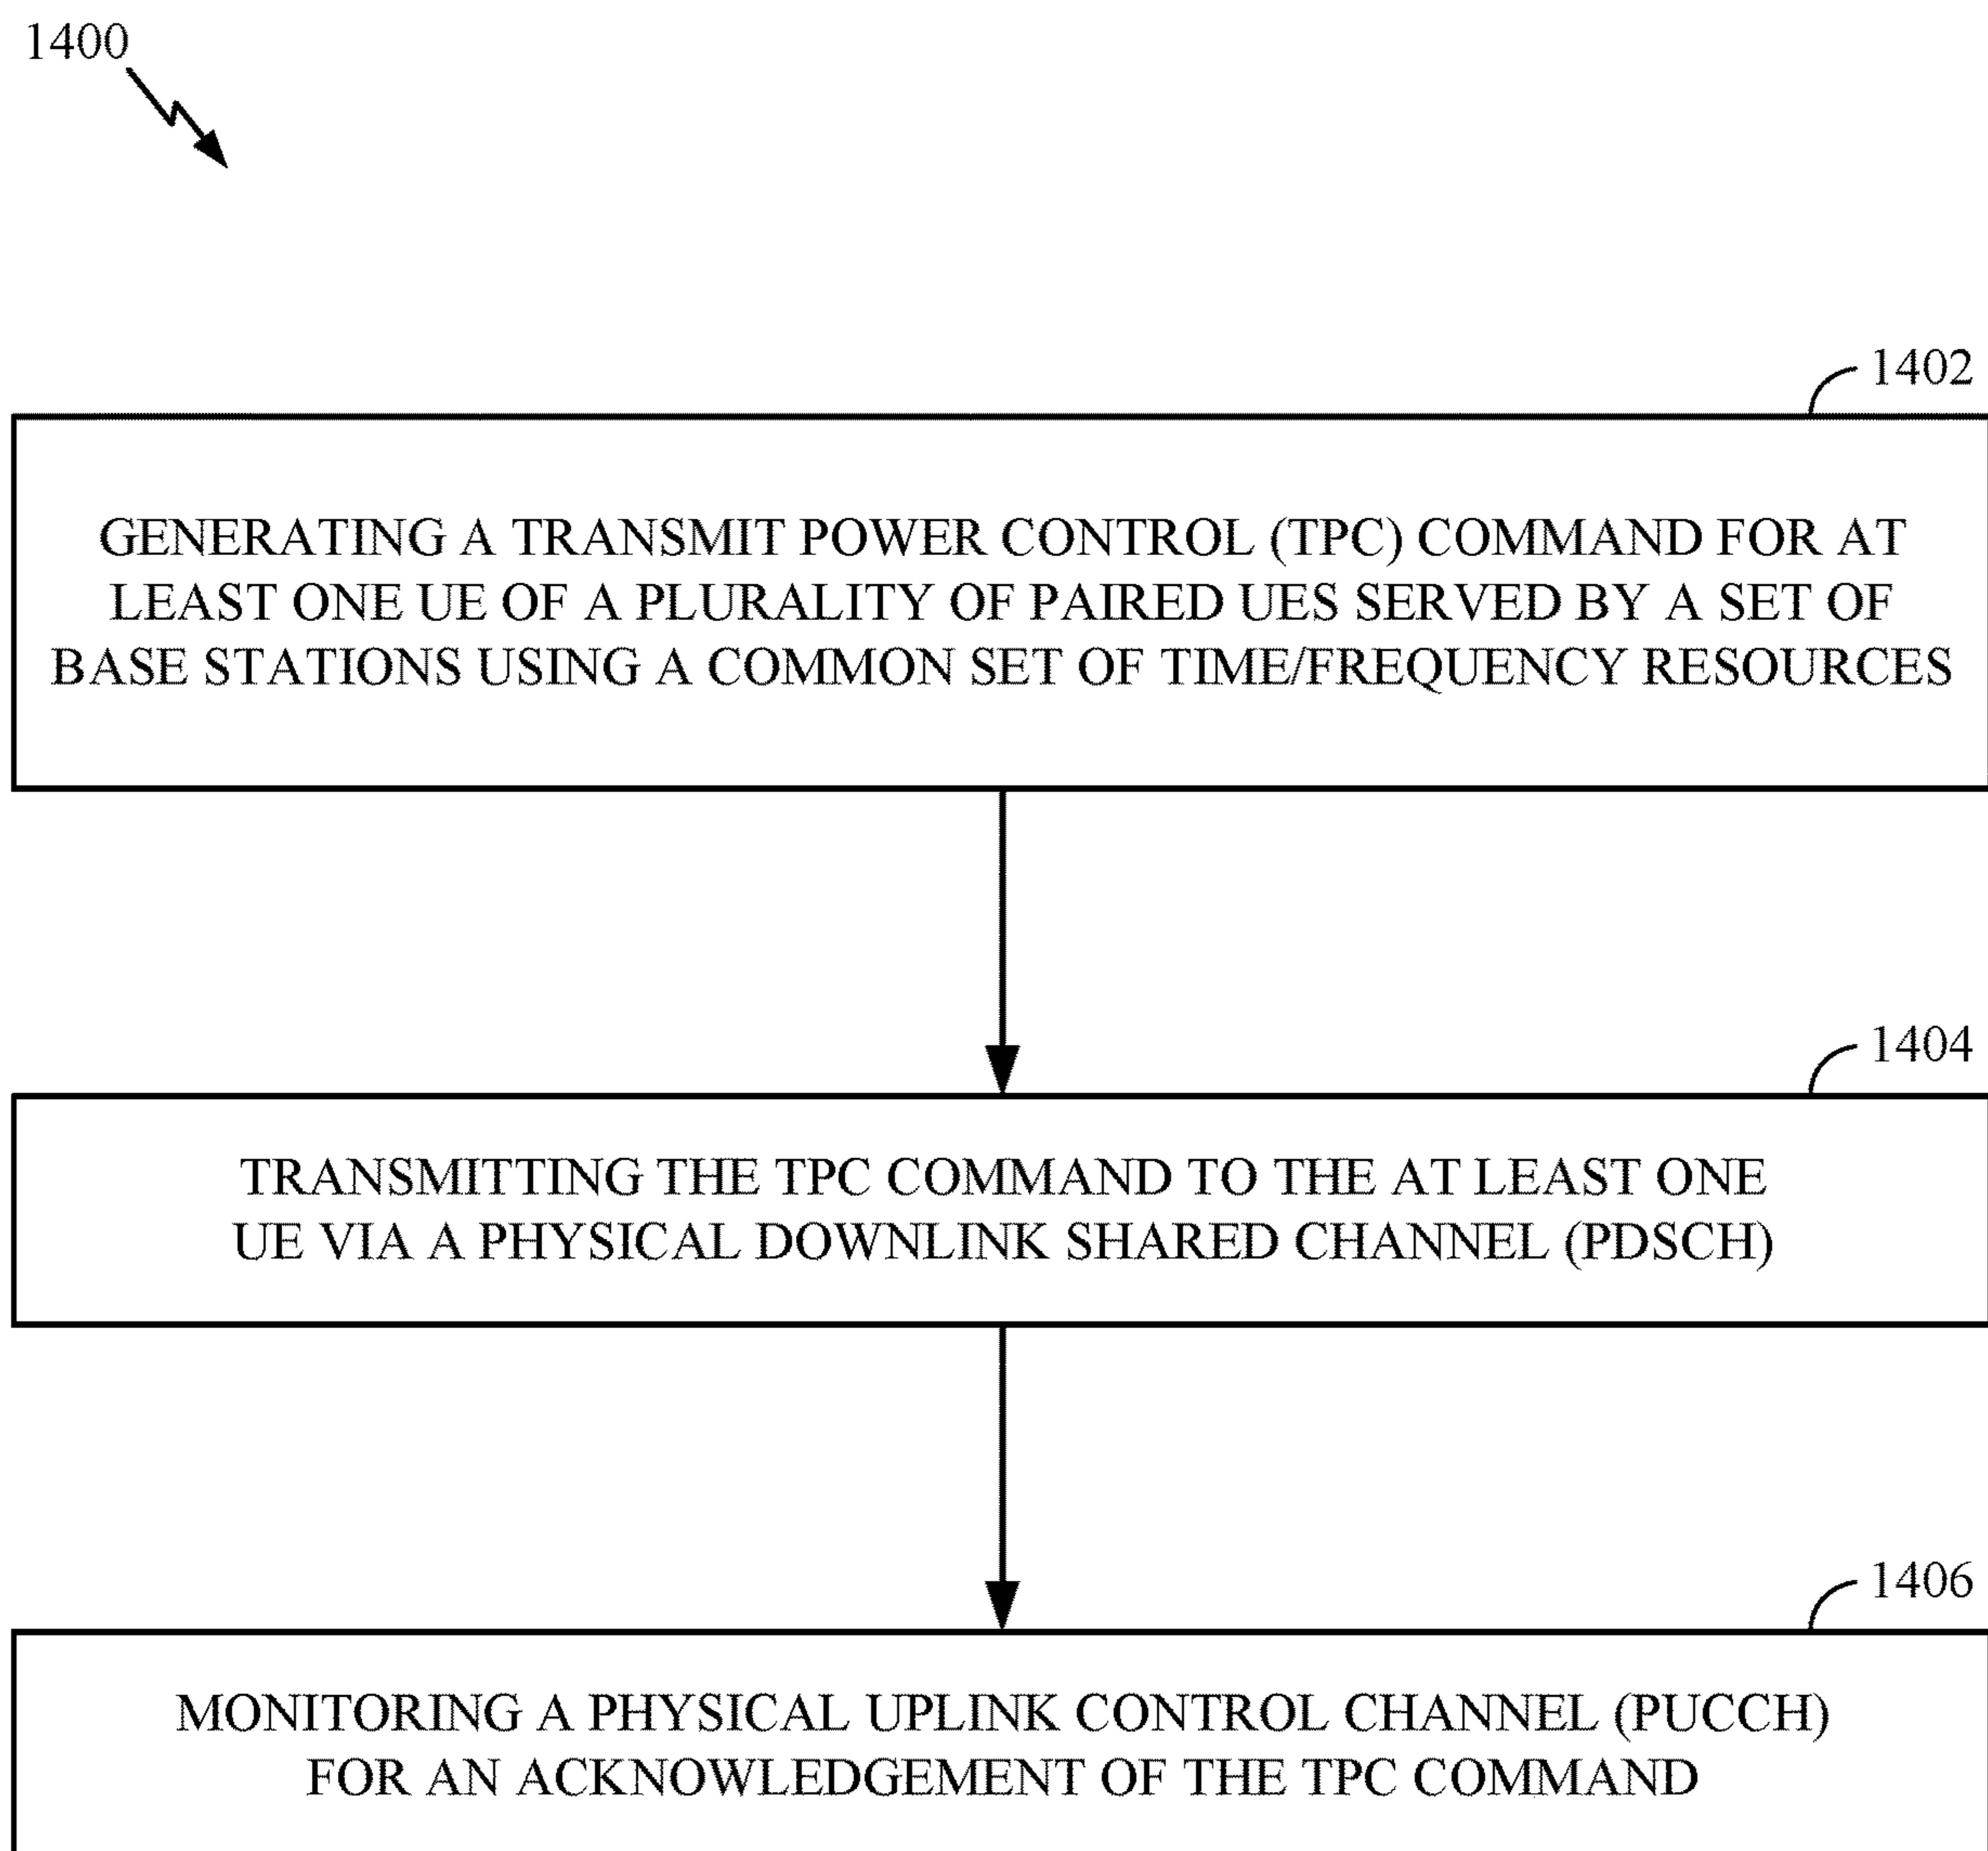 1400
1402
GENERATING A TRANSMIT POWER CONTROL (TPC) COMMAND FOR AT
LEAST ONE UE OF A PLURALITY OF PAIRED UES SERVED BY A SET OF
BASE STATIONS USING A COMMON SET OF TIME/FREQUENCY RESOURCES
1404
TRANSMITTING THE TPC COMMAND TO THE AT LEAST ONE
UE VIA A PHYSICAL DOWNLINK SHARED CHANNEL (PDSCH)
1406
MONITORING A PHYSICAL UPLINK CONTROL CHANNEL (PUCCH)
FOR AN ACKNOWLEDGEMENT OF THE TPC COMMAND